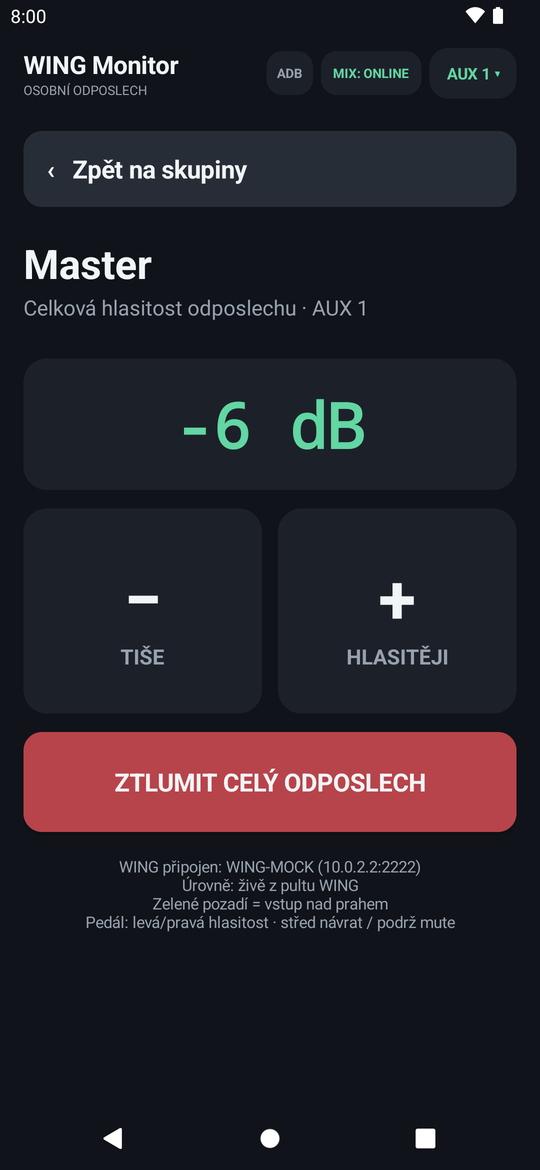 8:00
WING Monitor
OSOBNÍ ODPOSLECH
ADB
MIX: ONLINE
AUX 1 ▾
‹ Zpět na skupiny
Master
Celková hlasitost odposlechu · AUX 1
-6 dB
−
TIŠE
+
HLASITĚJI
ZTLUMIT CELÝ ODPOSLECH
WING připojen: WING-MOCK (10.0.2.2:2222)
Úrovně: živě z pultu WING
Zelené pozadí = vstup nad prahem
Pedál: levá/pravá hlasitost · střed návrat / podrž mute